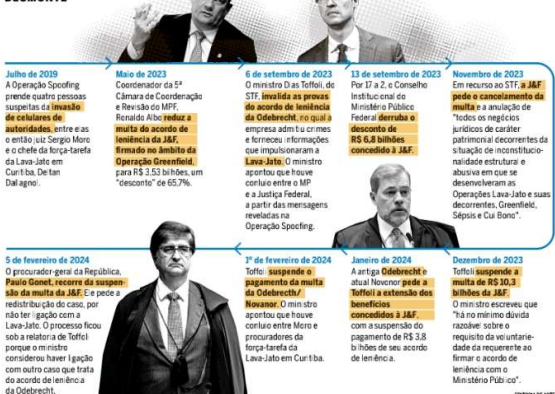 DESMONTE
Julho de 2019
A Operação Spoofing
prende quatro pessoas
suspeitas da invasão
de celulares de
autoridades, entre elas
o então juiz Sergio Moro
e o chefe da força-tarefa
da Lava-Jato em
Curitiba, Deltan
Dallagnol.
Maio de 2023
Coordenador da 5ª
Câmara de Coordenação
e Revisão do MPF,
Ronaldo Albo reduz a
multa do acordo de
leniência da J&F,
firmado no âmbito da
Operação Greenfield,
para R$ 3,53 bilhões, um
"desconto" de 65,7%.
6 de setembro de 2023
O ministro Dias Toffoli, do
STF, invalida as provas
do acordo de leniência
da Odebrecht, no qual a
empresa admitiu crimes
e forneceu informações
que impulsionaram a
Lava-Jato. O ministro
apontou que houve
conluio entre o MP
e a Justiça Federal,
a partir das mensagens
reveladas na
Operação Spoofing.
13 de setembro de 2023
Por 17 a 2, o Conselho
Institucional do
Ministério Público
Federal derruba o
desconto de
R$ 6,8 bilhões
concedido à J&F.
Novembro de 2023
Em recurso ao STF, a J&F
pede o cancelamento da
multa e a anulação de
"todos os negócios
jurídicos de caráter
patrimonial decorrentes da
situação de inconstitucio-
nalidade estrutural e
abusiva em que se
desenvolveram as
Operações Lava-Jato e suas
decorrentes, Greenfield,
Sépsis e Cui Bono".
5 de fevereiro de 2024
O procurador-geral da República,
Paulo Gonet, recorre da suspen-
são da multa da J&F. Ele pede a
redistribuição do caso, por
não ter ligação com a
Lava-Jato. O processo ficou
sob a relatoria de Toffoli
porque o ministro
considerou haver ligação
com outro caso que trata
do acordo de leniência
da Odebrecht.
1º de fevereiro de 2024
Toffoli suspende o
pagamento da multa
da Odebrecth/
Novanor. O ministro
apontou que houve
conluio entre Moro e
procuradores da
força-tarefa da
Lava-Jato em Curitiba.
Janeiro de 2024
A antiga Odebrecht e
atual Novonor pede a
Toffoli a extensão dos
benefícios
concedidos à J&F,
com a suspensão do
pagamento de R$ 3,8
bilhões de seu acordo
de leniência.
Dezembro de 2023
Toffoli suspende a
multa de R$ 10,3
bilhões da J&F.
O ministro escreveu que
"há no mínimo dúvida
razoável sobre o
requisito da voluntarie-
dade da requerente ao
firmar o acordo de
leniência com o
Ministério Público".
EDITORIA DE ARTE